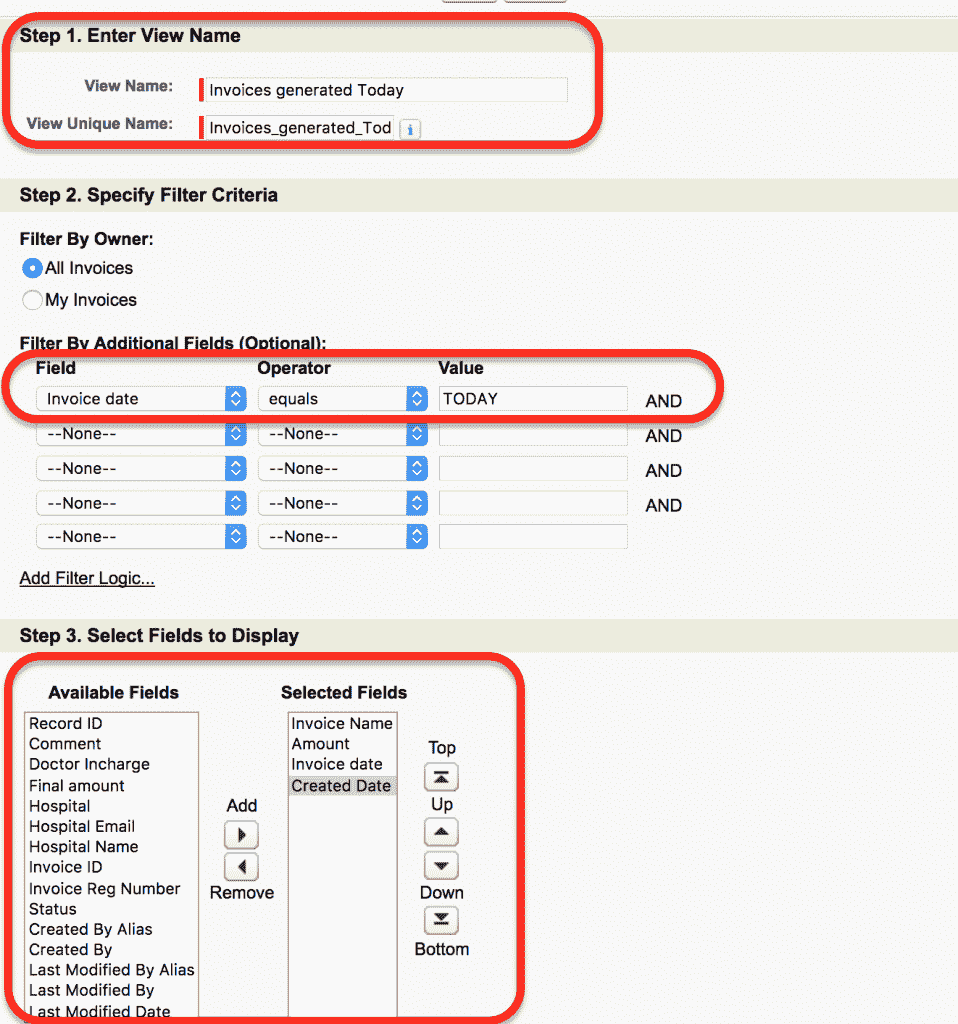 Step 1. Enter View Name
View Name: Invoices generated Today
View Unique Name: Invoices_generated_Tod i
Step 2. Specify Filter Criteria
Filter By Owner:
All Invoices
My Invoices
Filter By Additional Fields (Optional):
Field Operator Value
Invoice date equals TODAY AND
--None-- --None-- AND
--None-- --None-- AND
--None-- --None-- AND
--None-- --None--
Add Filter Logic...
Step 3. Select Fields to Display
Available Fields
Record ID
Comment
Doctor Incharge
Final amount
Hospital
Hospital Email
Hospital Name
Invoice ID
Invoice Reg Number
Status
Created By Alias
Created By
Last Modified By Alias
Last Modified By
Last Modified Date
Add
Remove
Selected Fields
Invoice Name
Amount
Invoice date
Created Date
Top
Up
Down
Bottom